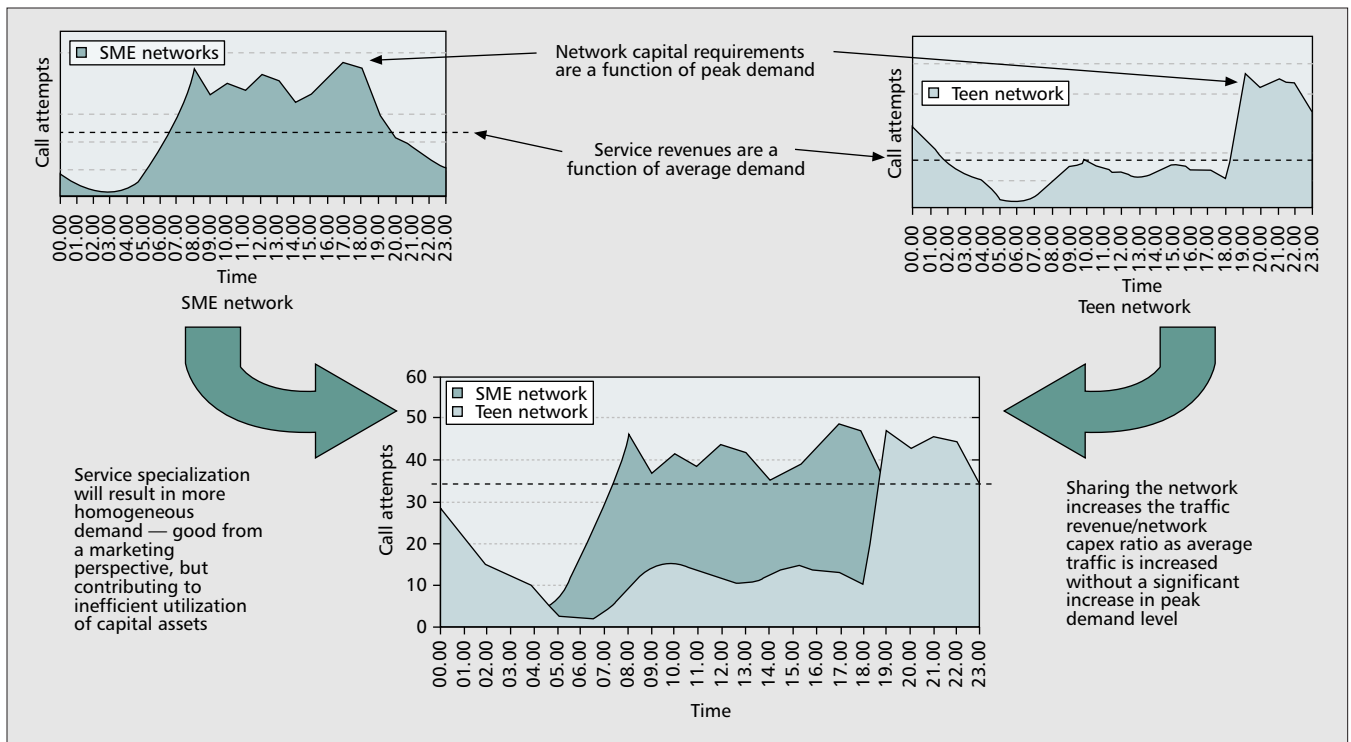 SME networks
Call attempts
00.00
01.00
02.00
03.00
04.00
05.00
06.00
07.00
08.00
09.00
10.00
11.00
12.00
13.00
14.00
15.00
16.00
17.00
18.00
19.00
20.00
21.00
22.00
23.00
Time
SME network
Network capital requirements
are a function of peak demand
Service revenues are a
function of average demand
Teen network
Call attempts
00.00
01.00
02.00
03.00
04.00
05.00
06.00
07.00
08.00
09.00
10.00
11.00
12.00
13.00
14.00
15.00
16.00
17.00
18.00
19.00
20.00
21.00
22.00
23.00
Time
Teen network
Service specialization
will result in more
homogeneous
demand — good from
a marketing
perspective, but
contributing to
inefficient utilization
of capital assets
SME network
Teen network
Call attempts
60
50
40
30
20
10
0
00.00
01.00
02.00
03.00
04.00
05.00
06.00
07.00
08.00
09.00
10.00
11.00
12.00
13.00
14.00
15.00
16.00
17.00
18.00
19.00
20.00
21.00
22.00
23.00
Time
Sharing the network
increases the traffic
revenue/network
capex ratio as average
traffic is increased
without a significant
increase in peak
demand level